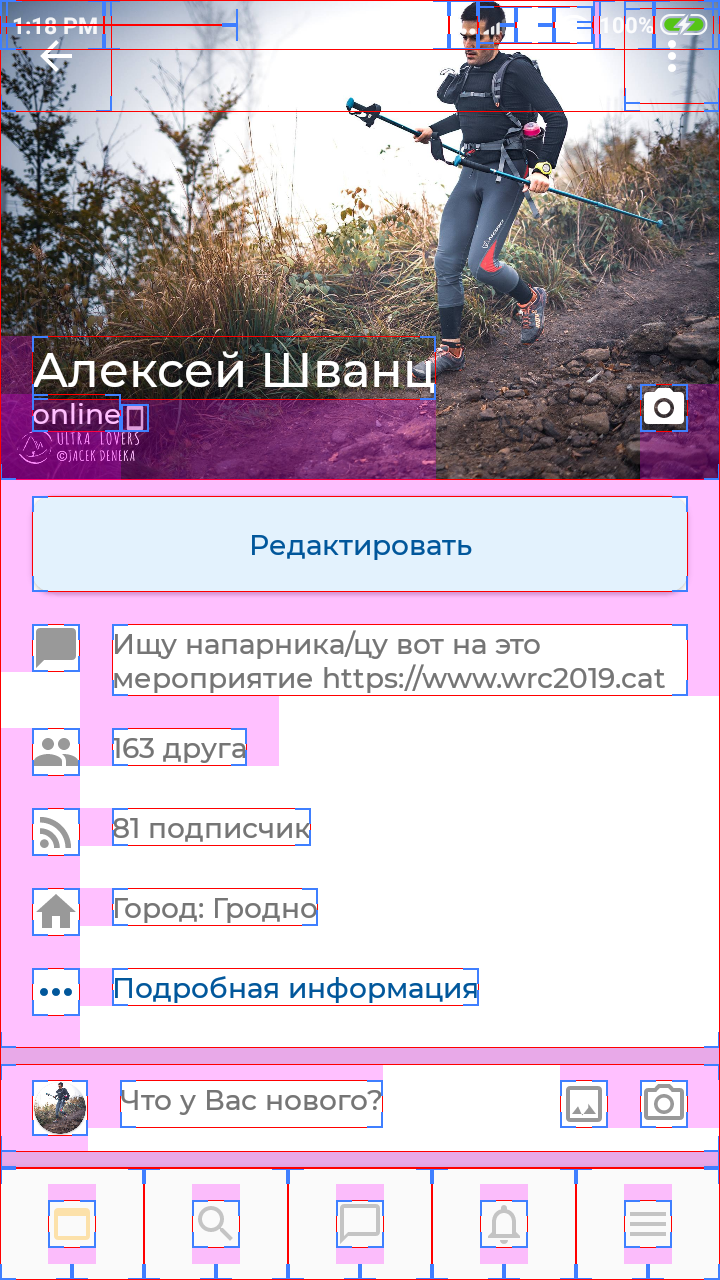 1:18 PM
100%
Алексей Шванц
online
ULTRA LOVERS
©JACEK DENEKA
Редактировать
Ищу напарника/цу вот на это
мероприятие https://www.wrc2019.cat
163 друга
81 подписчик
Город: Гродно
Подробная информация
Что у Вас нового?